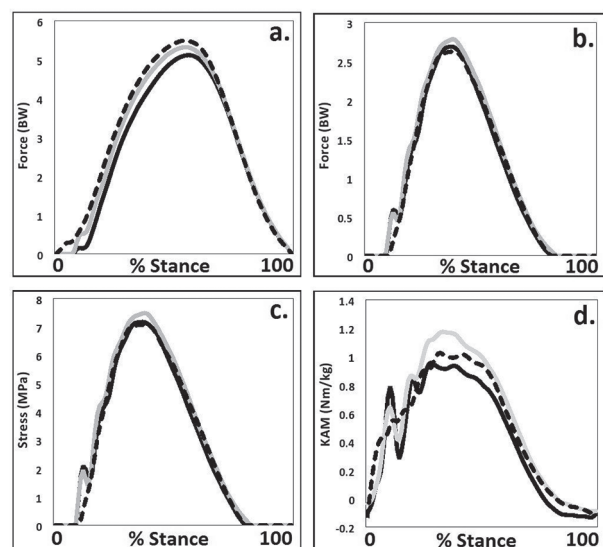 a.
Force (BW)
6
5
4
3
2
1
0
0 % Stance 100
b.
Force (BW)
3
2.5
2
1.5
1
0.5
0
0 % Stance 100
c.
Stress (MPa)
8
7
6
5
4
3
2
1
0
0 % Stance 100
d.
KAM (Nm/kg)
1.4
1.2
1
0.8
0.6
0.4
0.2
0
-0.2
0 % Stance 100